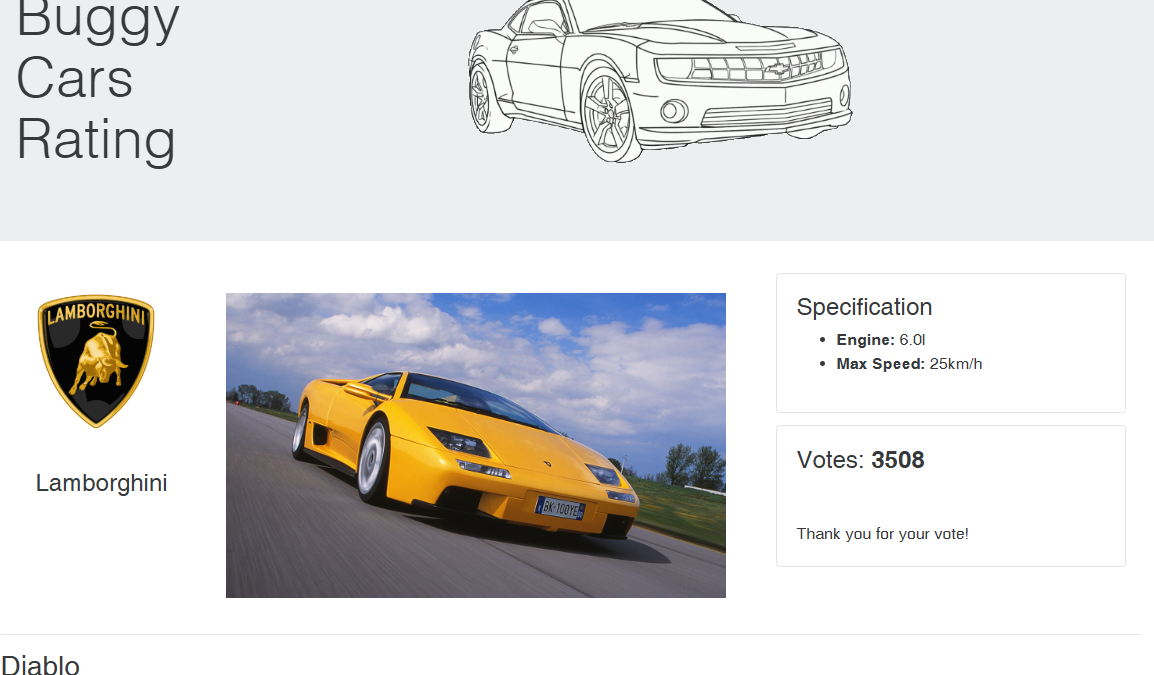 Buggy
Cars
Rating
LAMBORGHINI
Lamborghini
BK·100YE
Specification
Engine: 6.0l
Max Speed: 25km/h
Votes: 3508
Thank you for your vote!
Diablo